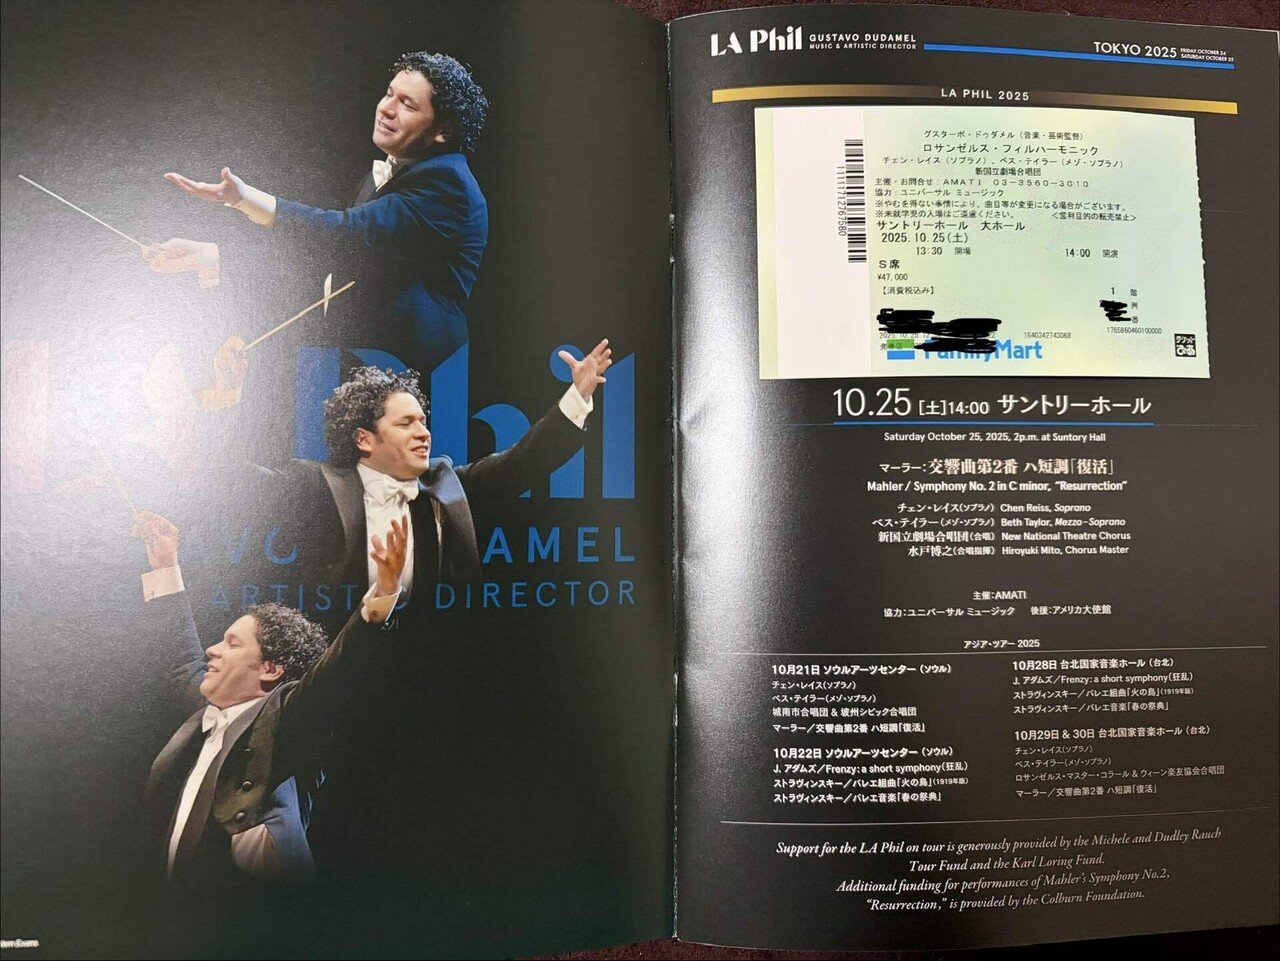 Phil
AMEL
ARTISTIC DIRECTOR
LA Phil
GUSTAVO DUDAMEL
MUSIC & ARTISTIC DIRECTOR
TOKYO 2025
FRIDAY OCTOBER 24
SATURDAY OCTOBER 25
LA PHIL 2025
グスターボ・ドゥダメル(音楽・芸術監督)
ロサンゼルス・フィルハーモニック
チェン・レイス(ソプラノ)、ベス・テイラー(メゾ・ソプラノ)
新国立劇場合唱団
主催・お問合せ:AMATI 03-3560-3010
協力:ユニバーサル ミュージック
※やむを得ない事情により、曲目等が変更になる場合がございます。
※未就学児の入場はご遠慮ください。 <営利目的の転売禁止>
サントリーホール 大ホール
2025.10.25(土)
13:30 開場 14:00 開演
S席
¥47,000
【消費税込み】
1 階
列
番
1640342743068
1765860460100000
FamilyMart
チケットぴあ
10.25[土]14:00 サントリーホール
Saturday October 25, 2025, 2p.m. at Suntory Hall
マーラー:交響曲第2番 ハ短調「復活」
Mahler / Symphony No. 2 in C minor, “Resurrection”
チェン・レイス(ソプラノ) Chen Reiss, Soprano
ベス・テイラー(メゾ・ソプラノ) Beth Taylor, Mezzo-Soprano
新国立劇場合唱団(合唱) New National Theatre Chorus
水戸博之(合唱指揮) Hiroyuki Mito, Chorus Master
主催:AMATI
協力:ユニバーサル ミュージック 後援:アメリカ大使館
アジア・ツアー 2025
10月21日 ソウルアーツセンター(ソウル)
チェン・レイス(ソプラノ)
ベス・テイラー(メゾ・ソプラノ)
城南市合唱団 & 坡州シビック合唱団
マーラー/交響曲第2番 ハ短調「復活」
10月22日 ソウルアーツセンター(ソウル)
J. アダムズ/Frenzy: a short symphony(狂乱)
ストラヴィンスキー/バレエ組曲「火の鳥」(1919年版)
ストラヴィンスキー/バレエ音楽「春の祭典」
10月28日 台北国家音楽ホール(台北)
J. アダムズ/Frenzy: a short symphony(狂乱)
ストラヴィンスキー/バレエ組曲「火の鳥」(1919年版)
ストラヴィンスキー/バレエ音楽「春の祭典」
10月29日 & 30日 台北国家音楽ホール(台北)
チェン・レイス(ソプラノ)
ベス・テイラー(メゾ・ソプラノ)
ロサンゼルス・マスター・コラール & ウィーン楽友協会合唱団
マーラー/交響曲第2番 ハ短調「復活」
Support for the LA Phil on tour is generously provided by the Michele and Dudley Rauch
Tour Fund and the Karl Loring Fund.
Additional funding for performances of Mahler’s Symphony No.2,
“Resurrection,” is provided by the Colburn Foundation.